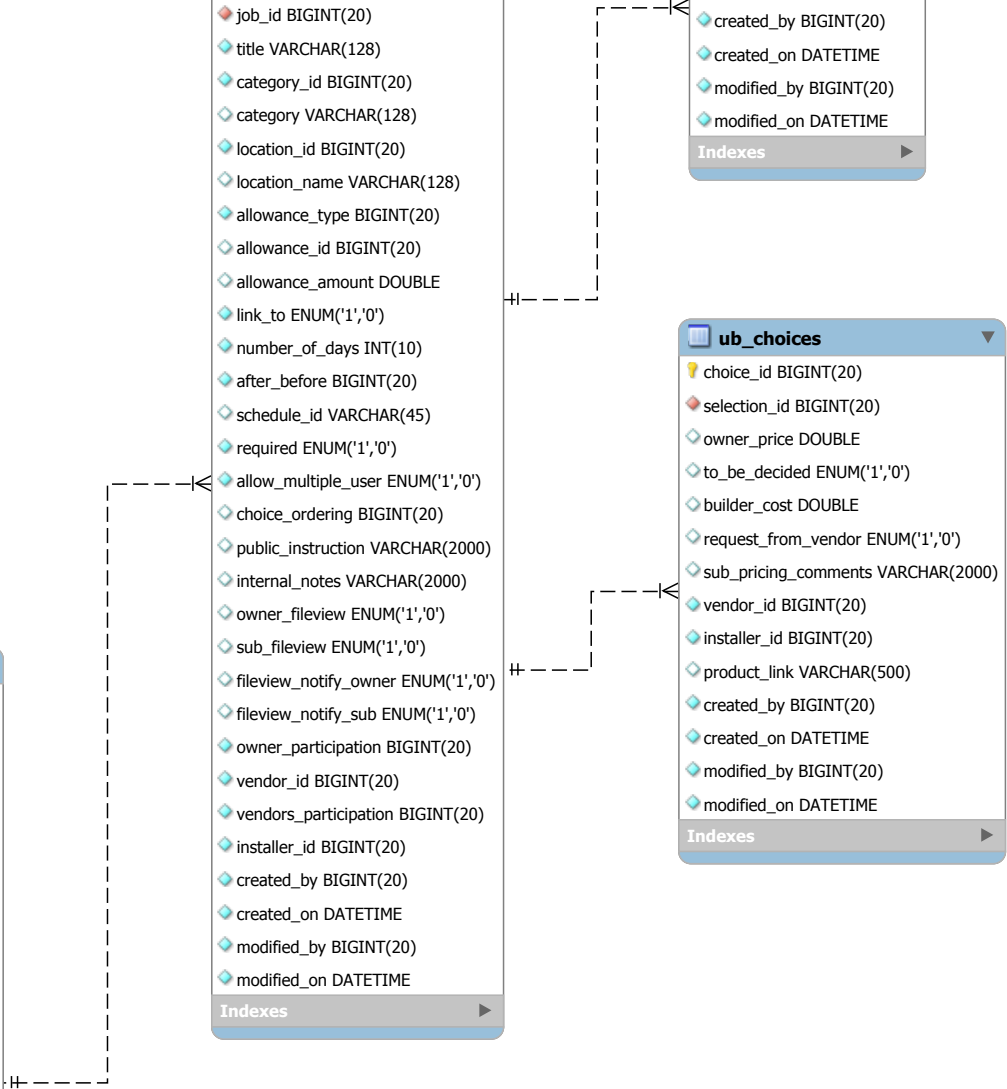 job_id BIGINT(20)
title VARCHAR(128)
category_id BIGINT(20)
category VARCHAR(128)
location_id BIGINT(20)
location_name VARCHAR(128)
allowance_type BIGINT(20)
allowance_id BIGINT(20)
allowance_amount DOUBLE
link_to ENUM('1','0')
number_of_days INT(10)
after_before BIGINT(20)
schedule_id VARCHAR(45)
required ENUM('1','0')
allow_multiple_user ENUM('1','0')
choice_ordering BIGINT(20)
public_instruction VARCHAR(2000)
internal_notes VARCHAR(2000)
owner_fileview ENUM('1','0')
sub_fileview ENUM('1','0')
fileview_notify_owner ENUM('1','0')
fileview_notify_sub ENUM('1','0')
owner_participation BIGINT(20)
vendor_id BIGINT(20)
vendors_participation BIGINT(20)
installer_id BIGINT(20)
created_by BIGINT(20)
created_on DATETIME
modified_by BIGINT(20)
modified_on DATETIME
Indexes
created_by BIGINT(20)
created_on DATETIME
modified_by BIGINT(20)
modified_on DATETIME
Indexes
ub_choices
choice_id BIGINT(20)
selection_id BIGINT(20)
owner_price DOUBLE
to_be_decided ENUM('1','0')
builder_cost DOUBLE
request_from_vendor ENUM('1','0')
sub_pricing_comments VARCHAR(2000)
vendor_id BIGINT(20)
installer_id BIGINT(20)
product_link VARCHAR(500)
created_by BIGINT(20)
created_on DATETIME
modified_by BIGINT(20)
modified_on DATETIME
Indexes